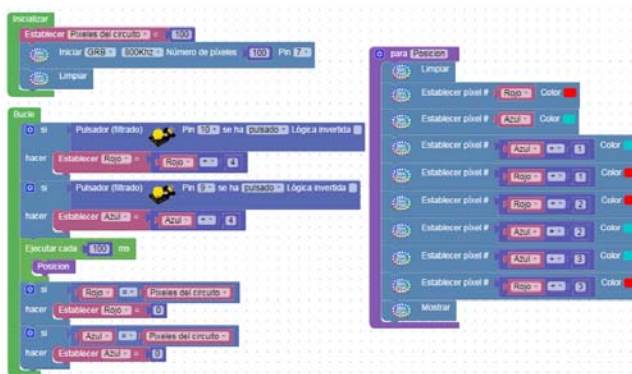 Inicializar
Establecer Pixeles del circuito = 100
Iniciar GRB 800Khz Número de píxeles 100 Pin 7
Limpiar
Bucle
si Pulsador (filtrado) Pin 10 se ha pulsado Lógica invertida
hacer Establecer Rojo = Rojo + 4
si Pulsador (filtrado) Pin 9 se ha pulsado Lógica invertida
hacer Establecer Azul = Azul + 4
Ejecutar cada 100 ms
Posicion
si Rojo = Pixeles del circuito
hacer Establecer Rojo = 0
si Azul = Pixeles del circuito
hacer Establecer Azul = 0
para Posicion
Limpiar
Establecer píxel # Rojo Color
Establecer píxel # Azul Color
Establecer píxel # Azul + 1 Color
Establecer píxel # Rojo + 1 Color
Establecer píxel # Rojo + 2 Color
Establecer píxel # Azul + 2 Color
Establecer píxel # Azul + 3 Color
Establecer píxel # Rojo + 3 Color
Mostrar